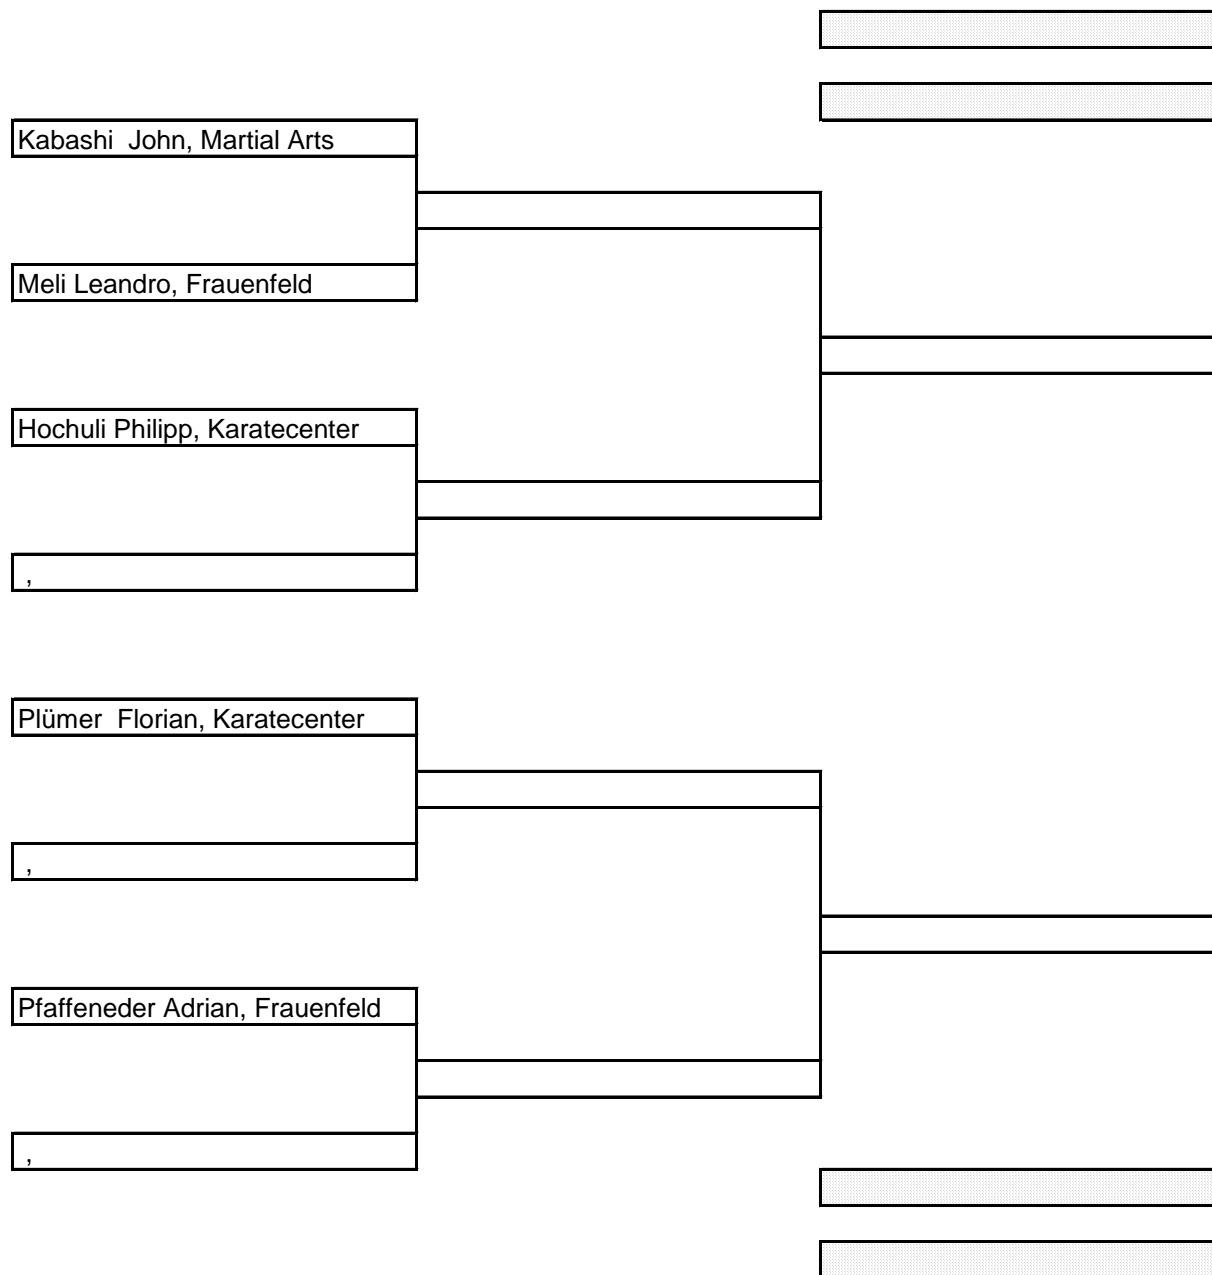 Kabashi  John, Martial Arts
Meli Leandro, Frauenfeld
Hochuli Philipp, Karatecenter
,
Plümer  Florian, Karatecenter
,
Pfaffeneder Adrian, Frauenfeld
,